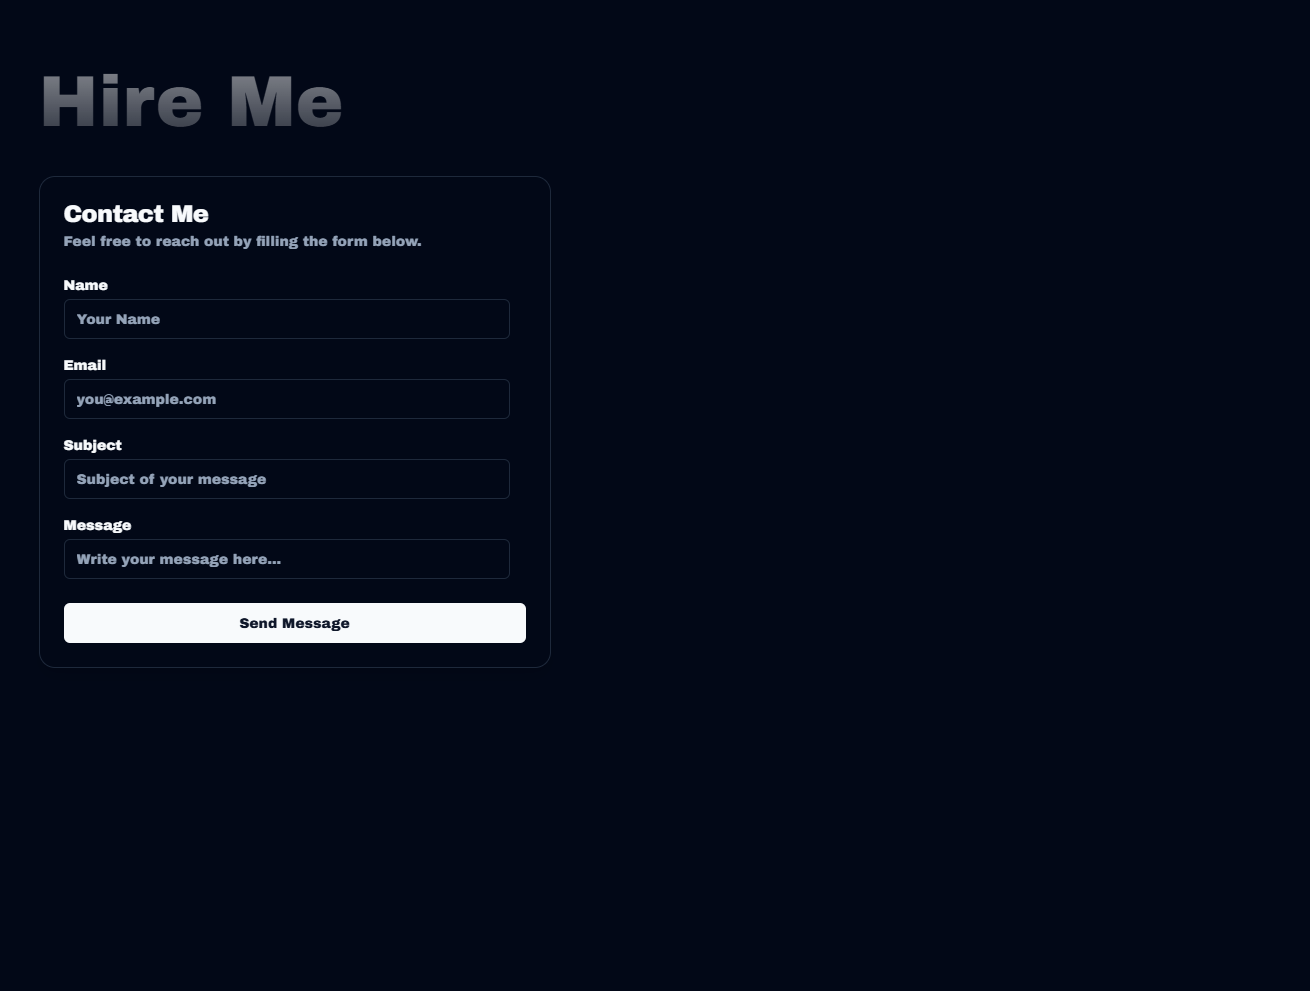 Hire Me
Contact Me
Feel free to reach out by filling the form below.
Name
Your Name
Email
you@example.com
Subject
Subject of your message
Message
Write your message here...
Send Message